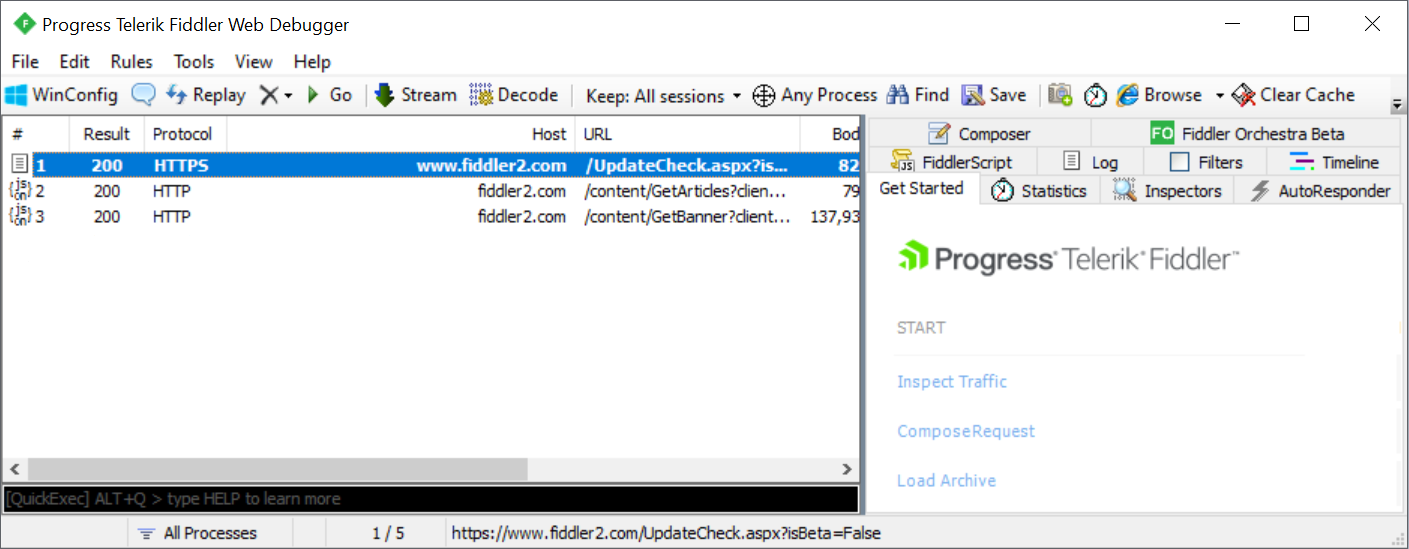 Progress Telerik Fiddler Web Debugger
File Edit Rules Tools View Help
WinConfig Replay Go Stream Decode Keep: All sessions Any Process Find Save Browse Clear Cache
# Result Protocol Host URL Bod
1 200 HTTPS www.fiddler2.com /UpdateCheck.aspx?is... 82
2 200 HTTP fiddler2.com /content/GetArticles?clien... 79
3 200 HTTP fiddler2.com /content/GetBanner?client... 137,93
Composer FO Fiddler Orchestra Beta
FiddlerScript Log Filters Timeline
Get Started Statistics Inspectors AutoResponder
Progress® Telerik® Fiddler™
START
Inspect Traffic
Compose Request
Load Archive
[QuickExec] ALT+Q > type HELP to learn more
All Processes 1 / 5 https://www.fiddler2.com/UpdateCheck.aspx?isBeta=False